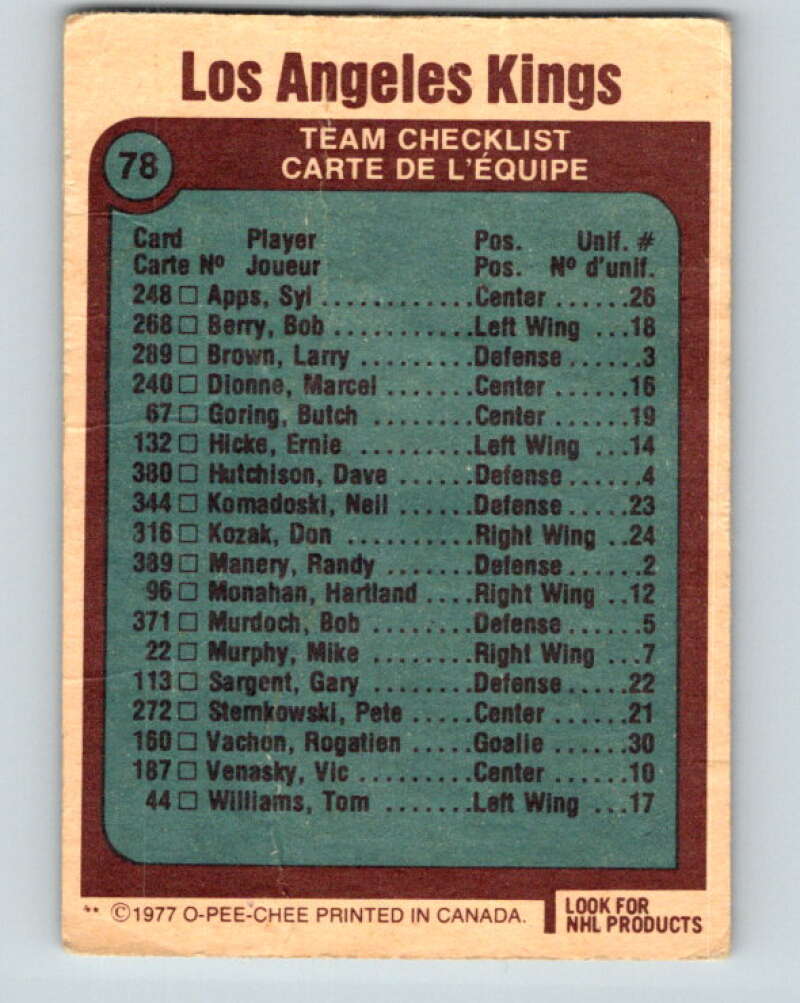 Los Angeles Kings
78
TEAM CHECKLIST
CARTE DE L'ÉQUIPE
Card Player Pos. Unif. #
Carte Nº Joueur Pos. Nº d'unif.
248 □ Apps, Syl ............Center ......26
268 □ Berry, Bob ...........Left Wing ...18
289 □ Brown, Larry .........Defense ......3
240 □ Dionne, Marcel .......Center ......16
67 □ Goring, Butch ........Center ......19
132 □ Hicke, Ernie .........Left Wing ...14
380 □ Hutchison, Dave ......Defense ......4
344 □ Komadoski, Neil ......Defense .....23
316 □ Kozak, Don ..........Right Wing ..24
389 □ Manery, Randy .......Defense ......2
96 □ Monahan, Hartland ....Right Wing ..12
371 □ Murdoch, Bob ........Defense ......5
22 □ Murphy, Mike ........Right Wing ...7
113 □ Sargent, Gary ........Defense .....22
272 □ Stemkowski, Pete .....Center ......21
160 □ Vachon, Rogatien .....Goalie ......30
187 □ Venasky, Vic .........Center ......10
44 □ Williams, Tom .......Left Wing ...17
** ©1977 O-PEE-CHEE PRINTED IN CANADA.
LOOK FOR
NHL PRODUCTS